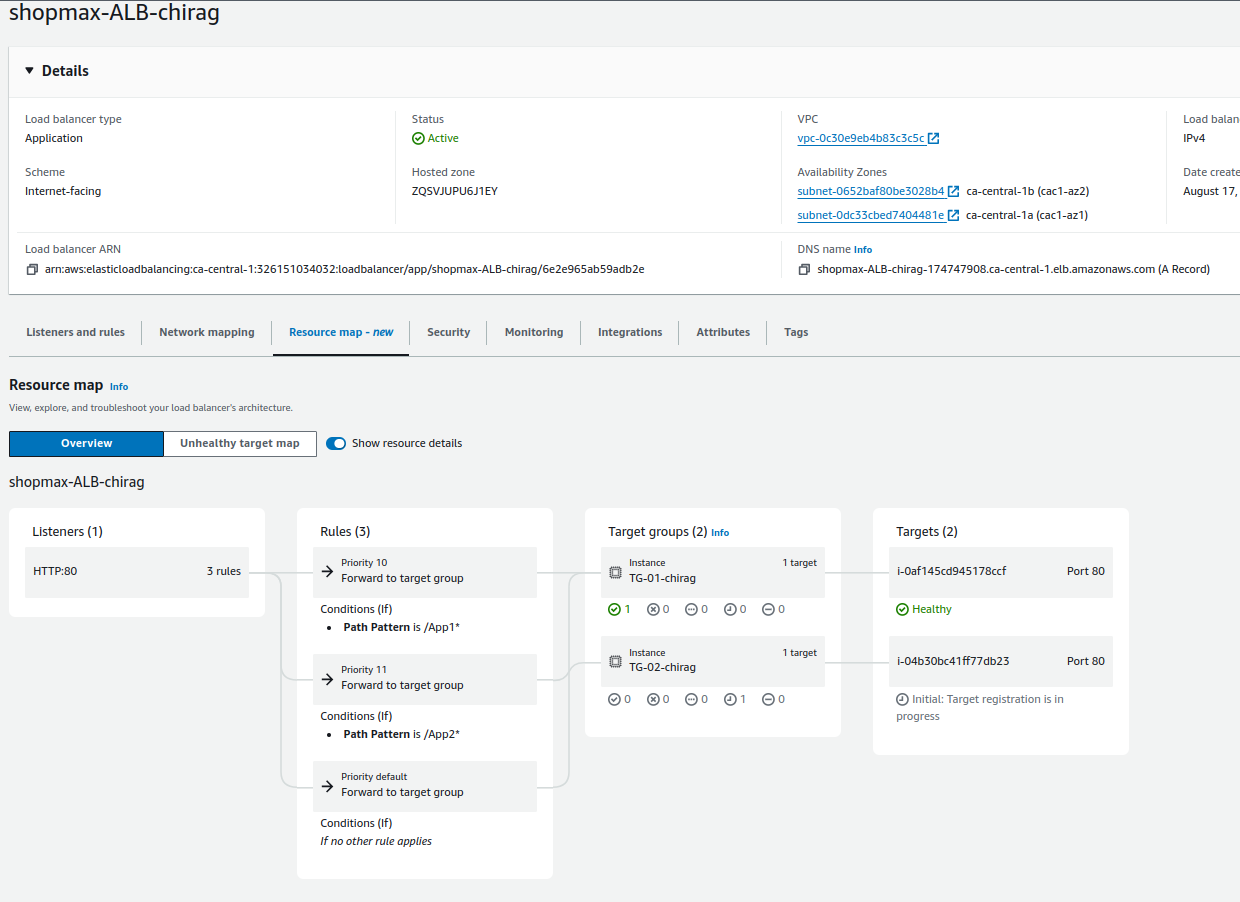 shopmax-ALB-chirag
Details
Load balancer type
Application
Status
Active
VPC
vpc-0c30e9eb4b83c3c5c
Load balan
IPv4
Scheme
Internet-facing
Hosted zone
ZQSVJUPU6J1EY
Availability Zones
subnet-0652baf80be3028b4 ca-central-1b (cac1-az2)
subnet-0dc33cbed7404481e ca-central-1a (cac1-az1)
Date create
August 17,
Load balancer ARN
arn:aws:elasticloadbalancing:ca-central-1:326151034032:loadbalancer/app/shopmax-ALB-chirag/6e2e965ab59adb2e
DNS name Info
shopmax-ALB-chirag-174747908.ca-central-1.elb.amazonaws.com (A Record)
Listeners and rules Network mapping Resource map - new Security Monitoring Integrations Attributes Tags
Resource map Info
View, explore, and troubleshoot your load balancer's architecture.
Overview Unhealthy target map Show resource details
shopmax-ALB-chirag
Listeners (1)
HTTP:80 3 rules
Rules (3)
Priority 10
Forward to target group
Conditions (If)
• Path Pattern is /App1*
Priority 11
Forward to target group
Conditions (If)
• Path Pattern is /App2*
Priority default
Forward to target group
Conditions (If)
If no other rule applies
Target groups (2) Info
Instance 1 target
TG-01-chirag
1 0 0 0 0
Instance 1 target
TG-02-chirag
0 0 0 1 0
Targets (2)
i-0af145cd945178ccf Port 80
Healthy
i-04b30bc41ff77db23 Port 80
Initial: Target registration is in
progress